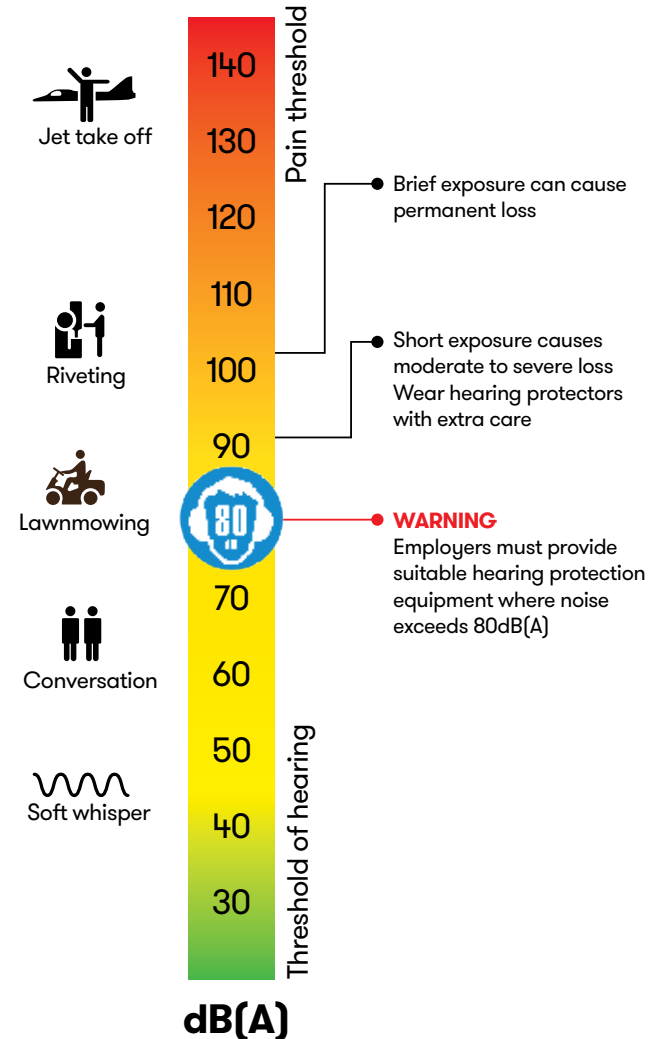 140
Pain threshold
Jet take off
130
Brief exposure can cause
permanent loss
120
110
Short exposure causes
moderate to severe loss
Wear hearing protectors
with extra care
Riveting
100
90
Lawnmowing
80
WARNING
Employers must provide
suitable hearing protection
equipment where noise
exceeds 80dB(A)
70
Conversation
60
50
Threshold of hearing
Soft whisper
40
30
dB(A)